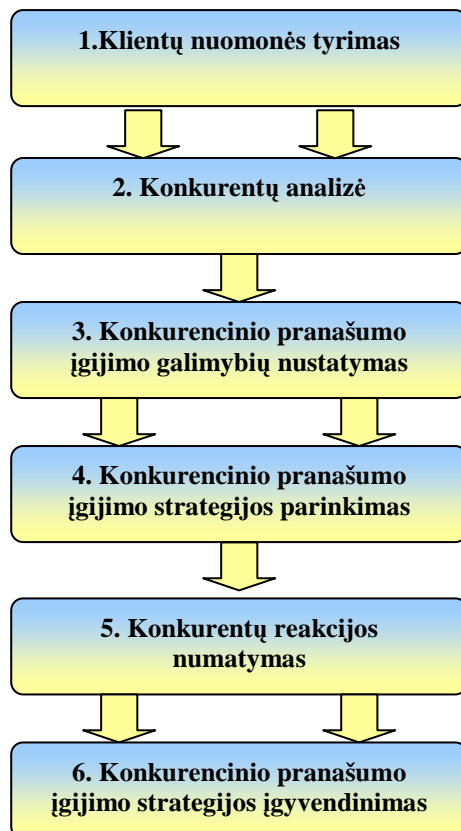 1.Klientų nuomonės tyrimas
2. Konkurentų analizė
3. Konkurencinio pranašumo
įgijimo galimybių nustatymas
4. Konkurencinio pranašumo
įgijimo strategijos parinkimas
5. Konkurentų reakcijos
numatymas
6. Konkurencinio pranašumo
įgijimo strategijos įgyvendinimas